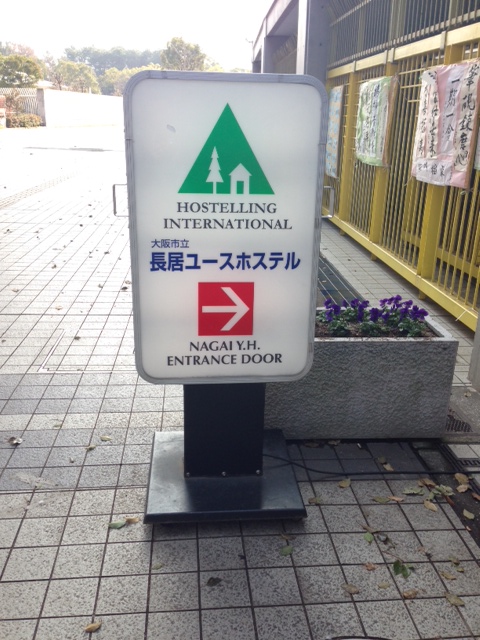 HOSTELLING
INTERNATIONAL
大阪市立
長居ユースホステル
NAGAI Y.H.
ENTRANCE DOOR